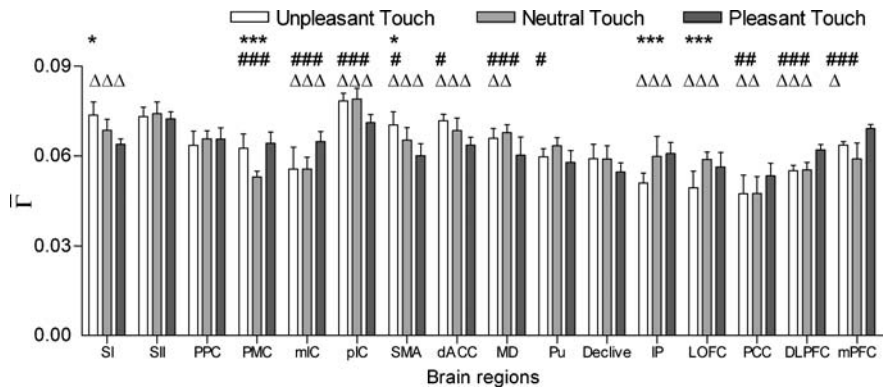 Unpleasant Touch Neutral Touch Pleasant Touch
* *** * *** ***
### ### ### # # ### # ## ### ###
ΔΔΔ ΔΔΔ ΔΔΔ ΔΔΔ ΔΔΔ ΔΔ ΔΔΔ ΔΔΔ ΔΔ ΔΔΔ Δ
0.09
0.06
0.03
0.00
Γ̅
SI SII PPC PMC mIC pIC SMA dACC MD Pu Declive IP LOFC PCC DLPFC mPFC
Brain regions